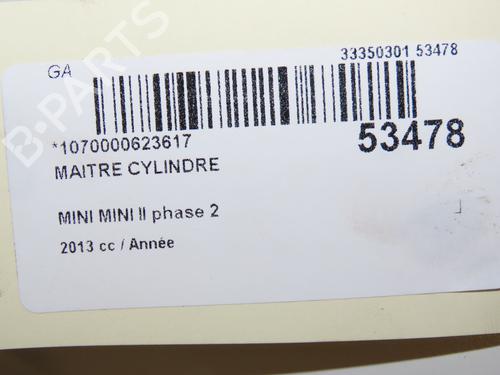 GA
33350301 53478
*1070000623617
53478
MAITRE CYLINDRE
MINI MINI II phase 2
2013 cc / Année
B-PARTS